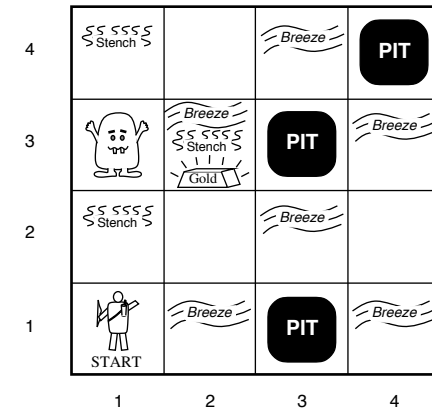 4
Stench
Breeze
PIT
3
Breeze
Stench
Gold
PIT
Breeze
2
Stench
Breeze
1
START
Breeze
PIT
Breeze
1 2 3 4